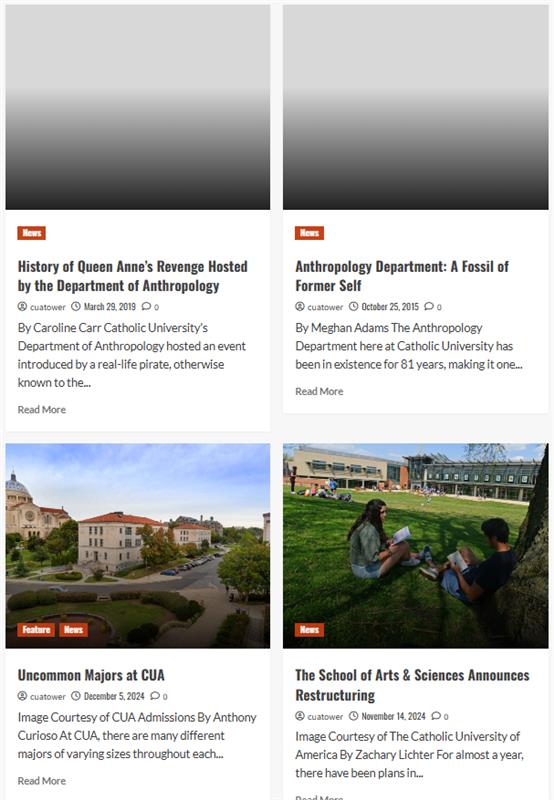 News
History of Queen Anne's Revenge Hosted
by the Department of Anthropology
cuatower March 29, 2019 0
By Caroline Carr Catholic University's
Department of Anthropology hosted an event
introduced by a real-life pirate, otherwise
known to the...
Read More
News
Anthropology Department: A Fossil of
Former Self
cuatower October 25, 2015 0
By Meghan Adams The Anthropology
Department here at Catholic University has
been in existence for 81 years, making it one...
Read More
Feature News
Uncommon Majors at CUA
cuatower December 5, 2024 0
Image Courtesy of CUA Admissions By Anthony
Curioso At CUA, there are many different
majors of varying sizes throughout each...
Read More
News
The School of Arts & Sciences Announces
Restructuring
cuatower November 14, 2024 0
Image Courtesy of The Catholic University of
America By Zachary Lichter For almost a year,
there have been plans in...
Read More